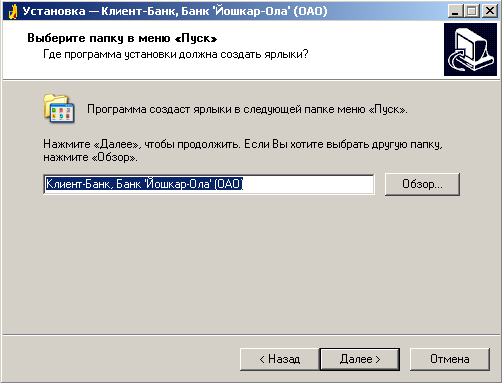 Установка — Клиент-Банк, Банк 'Йошкар-Ола' (ОАО)
Выберите папку в меню «Пуск»
Где программа установки должна создать ярлыки?
Программа создаст ярлыки в следующей папке меню «Пуск».
Нажмите «Далее», чтобы продолжить. Если Вы хотите выбрать другую папку,
нажмите «Обзор».
Клиент-Банк, Банк 'Йошкар-Ола' (ОАО)
Обзор...
< Назад
Далее >
Отмена